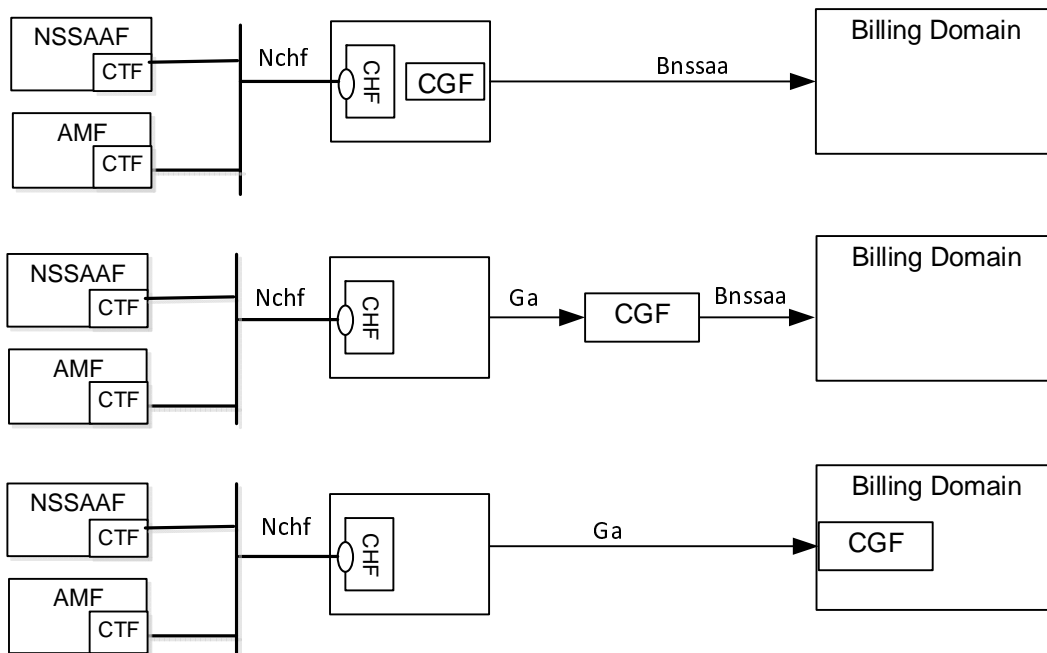 NSSAAF
CTF
AMF
CTF
Nchf
CHF
CGF
Bnssaa
Billing Domain
NSSAAF
CTF
AMF
CTF
Nchf
CHF
Ga
CGF
Bnssaa
Billing Domain
NSSAAF
CTF
AMF
CTF
Nchf
CHF
Ga
Billing Domain
CGF